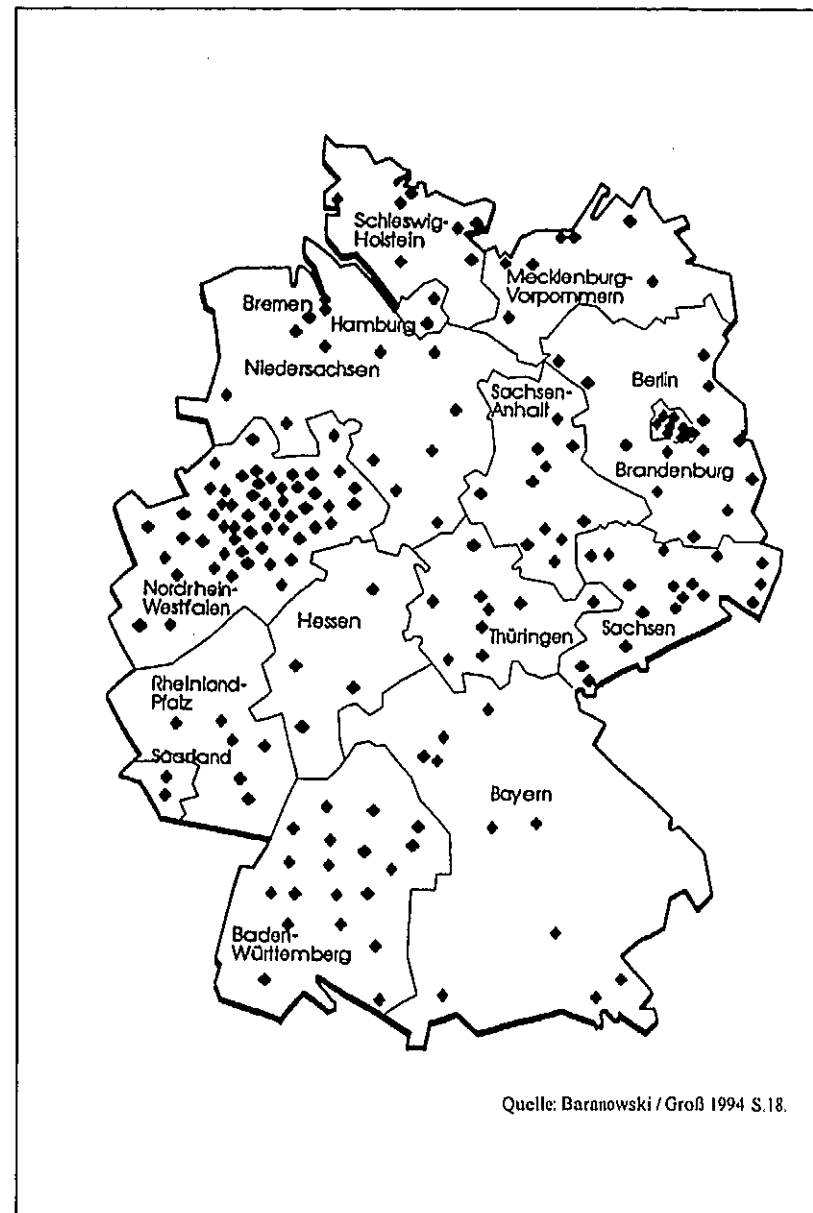 Schleswig-
Holstein
Mecklenburg-
Vorpommern
Bremen
Hamburg
Niedersachsen
Sachsen-
Anhalt
Berlin
Brandenburg
Nordrhein-
Westfalen
Hessen
Thüringen
Sachsen
Rheinland-
Pfalz
Saarland
Bayern
Baden-
Württemberg
Quelle: Baranowski / Groß 1994 S.18.